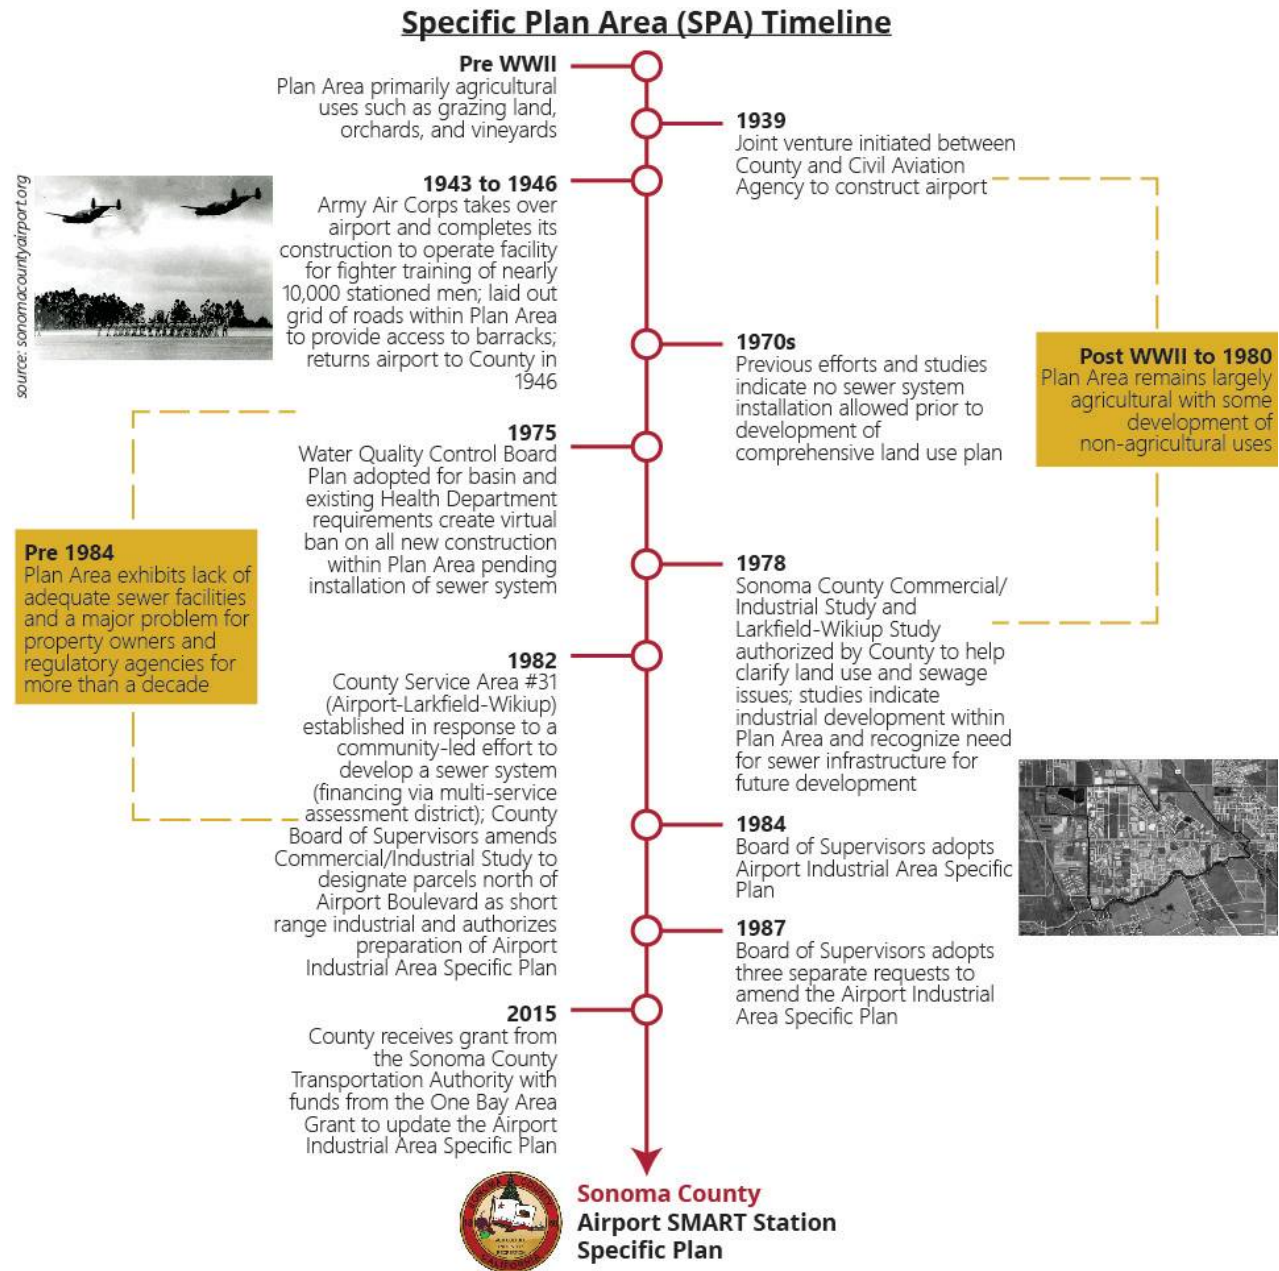 Specific Plan Area (SPA) Timeline
Pre WWII
Plan Area primarily agricultural
uses such as grazing land,
orchards, and vineyards
1939
Joint venture initiated between
County and Civil Aviation
Agency to construct airport
source: sonomacountyairport.org
1943 to 1946
Army Air Corps takes over
airport and completes its
construction to operate facility
for fighter training of nearly
10,000 stationed men; laid out
grid of roads within Plan Area
to provide access to barracks;
returns airport to County in
1946
1970s
Previous efforts and studies
indicate no sewer system
installation allowed prior to
development of
comprehensive land use plan
Post WWII to 1980
Plan Area remains largely
agricultural with some
development of
non-agricultural uses
1975
Water Quality Control Board
Plan adopted for basin and
existing Health Department
requirements create virtual
ban on all new construction
within Plan Area pending
installation of sewer system
Pre 1984
Plan Area exhibits lack of
adequate sewer facilities
and a major problem for
property owners and
regulatory agencies for
more than a decade
1978
Sonoma County Commercial/
Industrial Study and
Larkfield-Wikiup Study
authorized by County to help
clarify land use and sewage
issues; studies indicate
industrial development within
Plan Area and recognize need
for sewer infrastructure for
future development
1982
County Service Area #31
(Airport-Larkfield-Wikiup)
established in response to a
community-led effort to
develop a sewer system
(financing via multi-service
assessment district); County
Board of Supervisors amends
Commercial/Industrial Study to
designate parcels north of
Airport Boulevard as short
range industrial and authorizes
preparation of Airport
Industrial Area Specific Plan
1984
Board of Supervisors adopts
Airport Industrial Area Specific
Plan
1987
Board of Supervisors adopts
three separate requests to
amend the Airport Industrial
Area Specific Plan
2015
County receives grant from
the Sonoma County
Transportation Authority with
funds from the One Bay Area
Grant to update the Airport
Industrial Area Specific Plan
SONOMA COUNTY
CALIFORNIA
Sonoma County
Airport SMART Station
Specific Plan